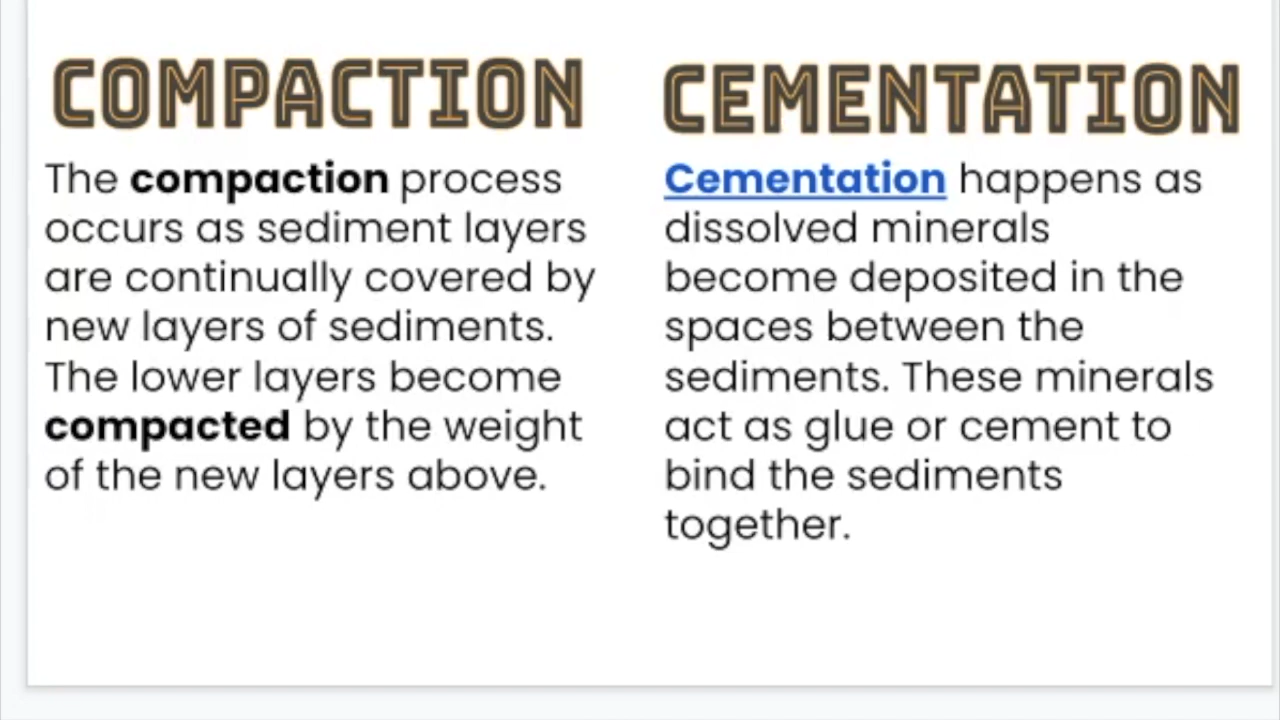 COMPACTION
The compaction process
occurs as sediment layers
are continually covered by
new layers of sediments.
The lower layers become
compacted by the weight
of the new layers above.
CEMENTATION
Cementation happens as
dissolved minerals
become deposited in the
spaces between the
sediments. These minerals
act as glue or cement to
bind the sediments
together.